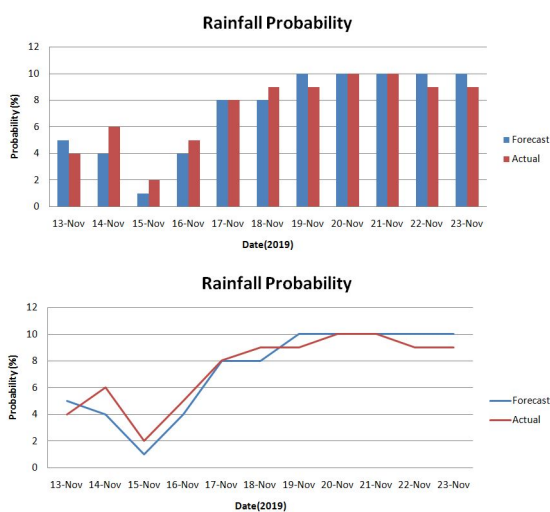 Rainfall Probability
12
10
8
6
4
2
0
Probability (%)
13-Nov 14-Nov 15-Nov 16-Nov 17-Nov 18-Nov 19-Nov 20-Nov 21-Nov 22-Nov 23-Nov
Date(2019)
Forecast
Actual
Rainfall Probability
12
10
8
6
4
2
0
Probability (%)
13-Nov 14-Nov 15-Nov 16-Nov 17-Nov 18-Nov 19-Nov 20-Nov 21-Nov 22-Nov 23-Nov
Date(2019)
Forecast
Actual